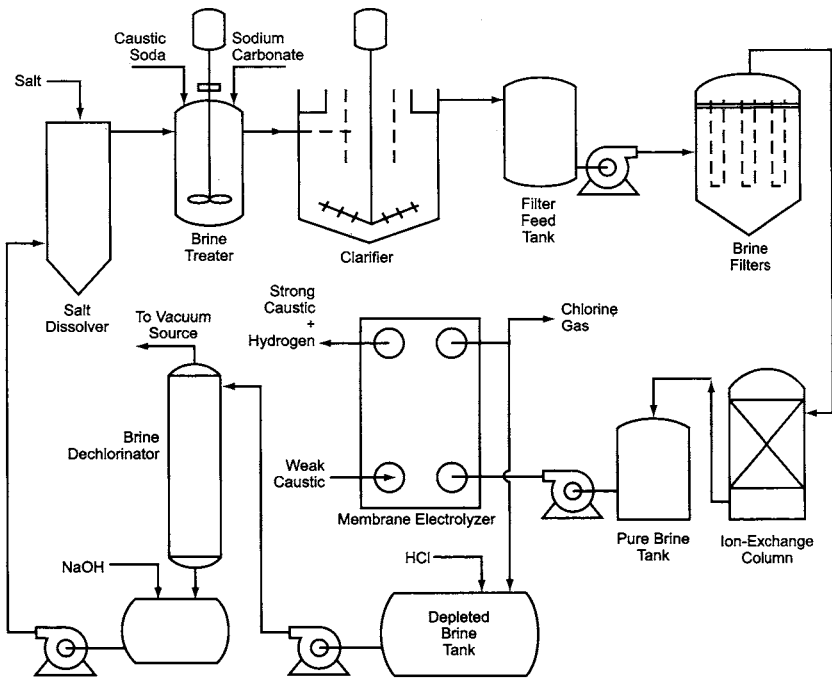 Caustic
Soda
Sodium
Carbonate
Salt
Salt
Dissolver
Brine
Treater
Clarifier
Filter
Feed
Tank
Brine
Filters
To Vacuum
Source
Strong
Caustic
+
Hydrogen
Chlorine
Gas
Brine
Dechlorinator
Weak
Caustic
Membrane Electrolyzer
Pure Brine
Tank
Ion-Exchange
Column
NaOH
HCl
Depleted
Brine
Tank